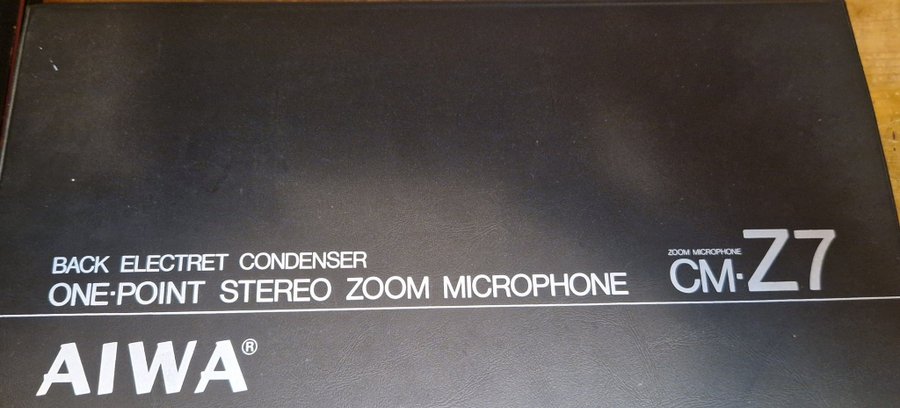 BACK ELECTRET CONDENSER
ONE·POINT STEREO ZOOM MICROPHONE
ZOOM MICROPHONE
CM·Z7
AIWA®